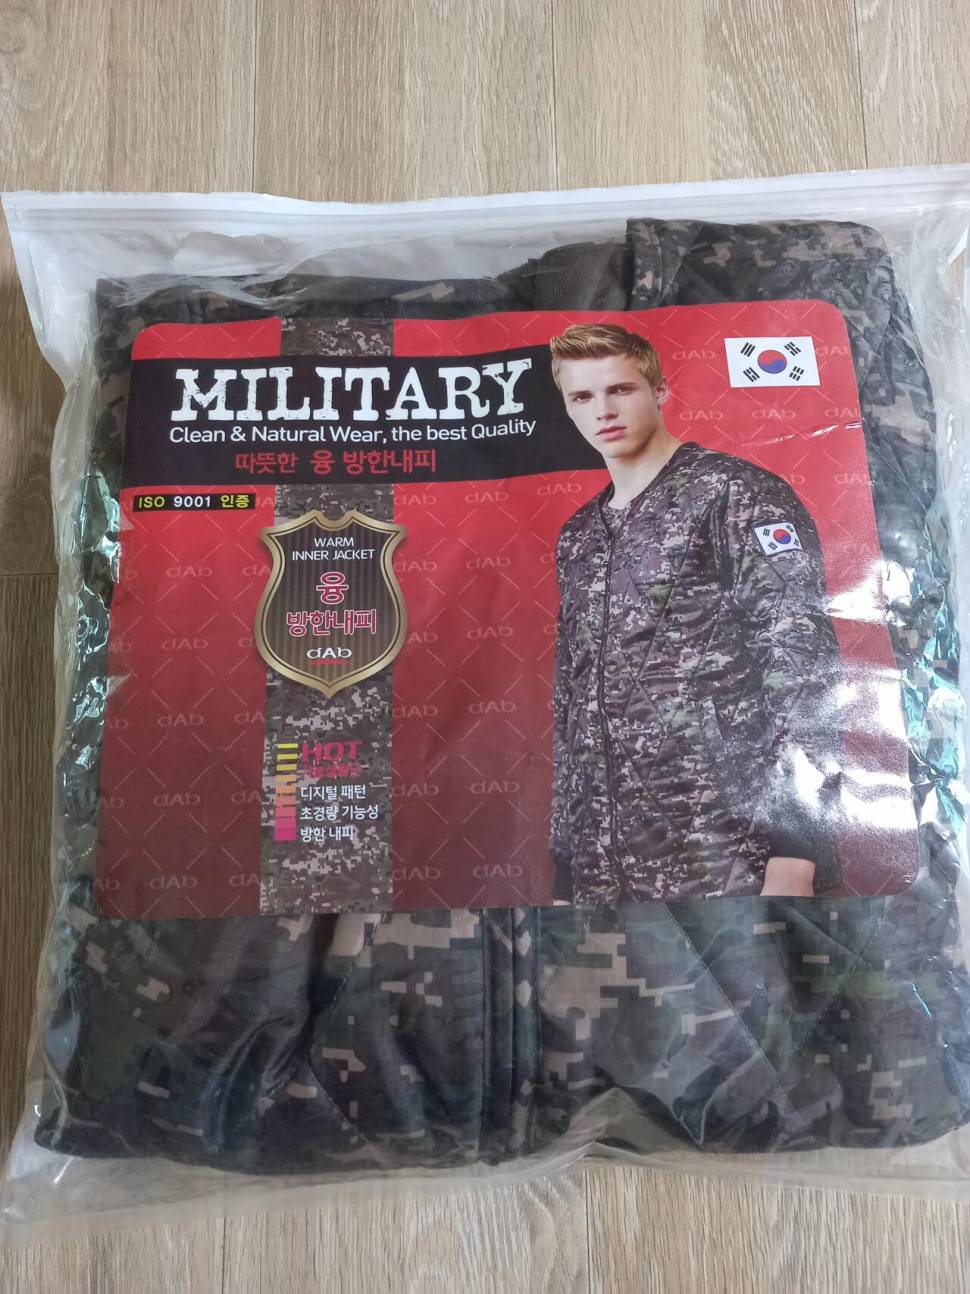 MILITARY
Clean & Natural Wear, the best Quality
따뜻한 융 방한내피
ISO 9001 인증
WARM
INNER JACKET
융
방한내피
dAb
HOT
디지털 패턴
초경량 기능성
방한 내피